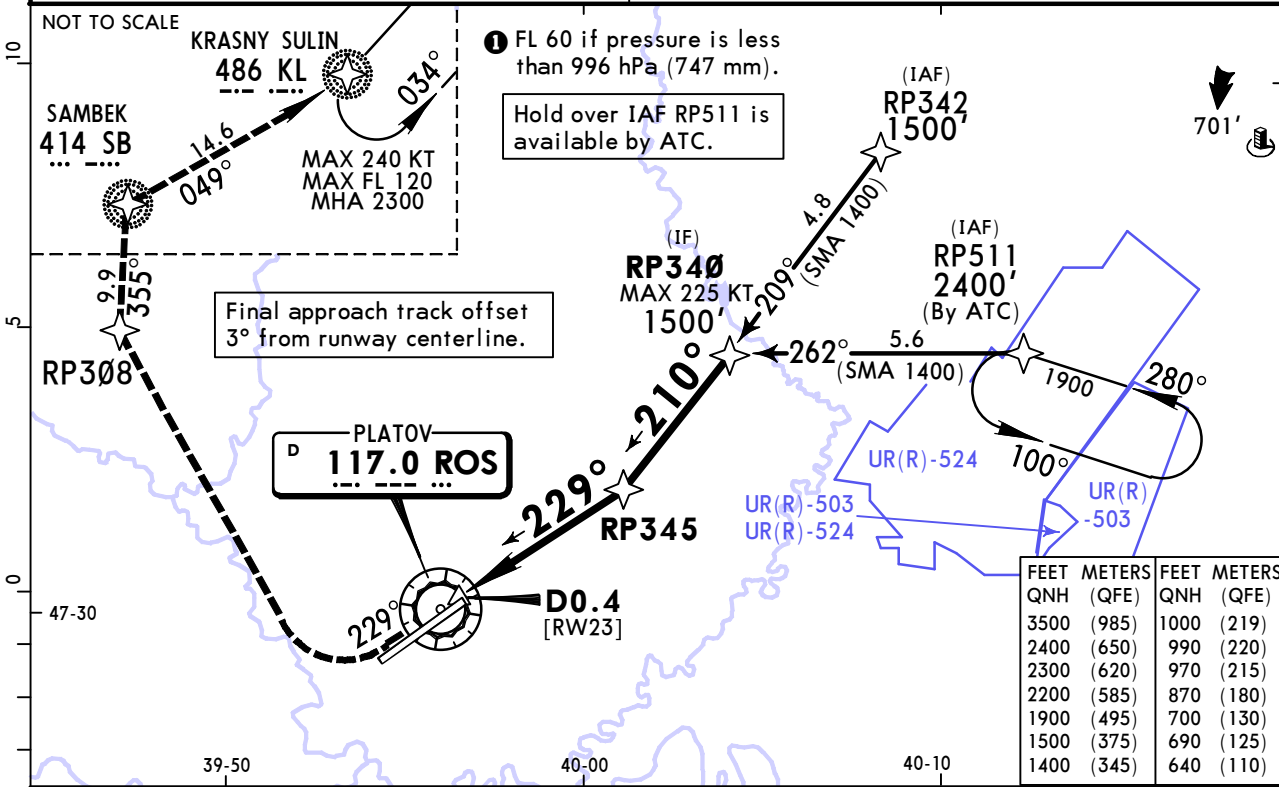 NOT TO SCALE
KRASNY SULIN
486 KL
SAMBEK
414 SB
14.6
049°
034°
MAX 240 KT
MAX FL 120
MHA 2300
❶ FL 60 if pressure is less
than 996 hPa (747 mm).
Hold over IAF RP511 is
available by ATC.
(IAF)
RP342
1500'
701'
4.8
(SMA 1400)
209°
(IF)
RP34Ø
MAX 225 KT
1500'
(IAF)
RP511
2400'
(By ATC)
262°
5.6
(SMA 1400)
1900
280°
100°
9.9
355°
RP3Ø8
Final approach track offset
3° from runway centerline.
210°
PLATOV
D 117.0 ROS
229°
RP345
UR(R)-524
UR(R)-503
UR(R)-524
UR(R)
-503
D0.4
[RW23]
229°
10
5
0
47-30
39-50
40-00
40-10
FEET METERS FEET METERS
QNH (QFE) QNH (QFE)
3500 (985) 1000 (219)
2400 (650) 990 (220)
2300 (620) 970 (215)
2200 (585) 870 (180)
1900 (495) 700 (130)
1500 (375) 690 (125)
1400 (345) 640 (110)